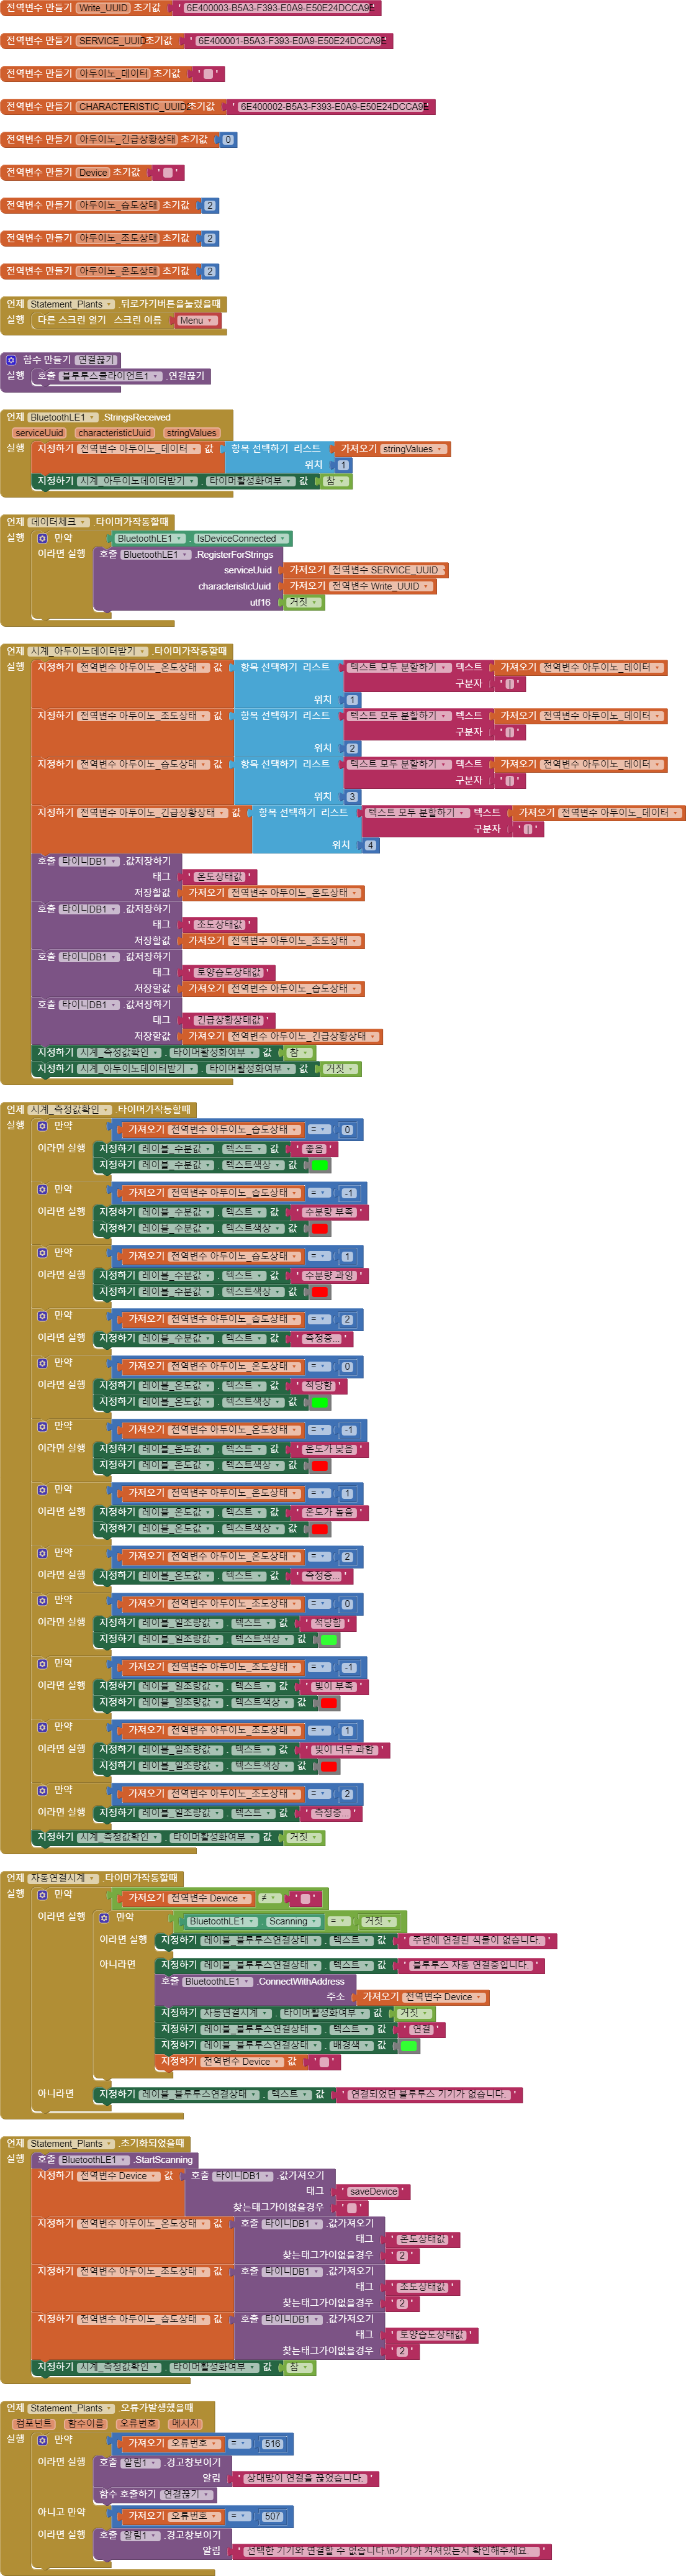 전역변수 만들기 Write_UUID 초기값 ' 6E400003-B5A3-F393-E0A9-E50E24DCCA9E
전역변수 만들기 SERVICE_UUID 초기값 ' 6E400001-B5A3-F393-E0A9-E50E24DCCA9E
전역변수 만들기 아두이노_데이터 초기값 ' '
전역변수 만들기 CHARACTERISTIC_UUID 초기값 ' 6E400002-B5A3-F393-E0A9-E50E24DCCA9E
전역변수 만들기 아두이노_긴급상황상태 초기값 0
전역변수 만들기 Device 초기값 ' '
전역변수 만들기 아두이노_습도상태 초기값 2
전역변수 만들기 아두이노_조도상태 초기값 2
전역변수 만들기 아두이노_온도상태 초기값 2
언제 Statement_Plants .뒤로가기버튼을눌렀을때
실행 다른 스크린 열기 스크린 이름 Menu
함수 만들기 연결끊기
실행 호출 블루투스클라이언트1 .연결끊기
언제 BluetoothLE1 .StringsReceived
serviceUuid characteristicUuid stringValues
실행 지정하기 전역변수 아두이노_데이터 값 항목 선택하기 리스트 가져오기 stringValues
위치 1
지정하기 시계_아두이노데이터받기 . 타이머활성화여부 값 참
언제 데이터체크 .타이머가작동할때
실행 만약 BluetoothLE1 . IsDeviceConnected
이라면 실행 호출 BluetoothLE1 .RegisterForStrings
serviceUuid 가져오기 전역변수 SERVICE_UUID
characteristicUuid 가져오기 전역변수 Write_UUID
utf16 거짓
언제 시계_아두이노데이터받기 .타이머가작동할때
실행 지정하기 전역변수 아두이노_온도상태 값 항목 선택하기 리스트 텍스트 모두 분할하기 텍스트 가져오기 전역변수 아두이노_데이터
구분자 ' | '
위치 1
지정하기 전역변수 아두이노_조도상태 값 항목 선택하기 리스트 텍스트 모두 분할하기 텍스트 가져오기 전역변수 아두이노_데이터
구분자 ' | '
위치 2
지정하기 전역변수 아두이노_습도상태 값 항목 선택하기 리스트 텍스트 모두 분할하기 텍스트 가져오기 전역변수 아두이노_데이터
구분자 ' | '
위치 3
지정하기 전역변수 아두이노_긴급상황상태 값 항목 선택하기 리스트 텍스트 모두 분할하기 텍스트 가져오기 전역변수 아두이노_데이터
구분자 ' | '
위치 4
호출 타이니DB1 .값저장하기
태그 ' 온도상태값 '
저장할값 가져오기 전역변수 아두이노_온도상태
호출 타이니DB1 .값저장하기
태그 ' 조도상태값 '
저장할값 가져오기 전역변수 아두이노_조도상태
호출 타이니DB1 .값저장하기
태그 ' 토양습도상태값 '
저장할값 가져오기 전역변수 아두이노_습도상태
호출 타이니DB1 .값저장하기
태그 ' 긴급상황상태값 '
저장할값 가져오기 전역변수 아두이노_긴급상황상태
지정하기 시계_측정값확인 . 타이머활성화여부 값 참
지정하기 시계_아두이노데이터받기 . 타이머활성화여부 값 거짓
언제 시계_측정값확인 .타이머가작동할때
실행 만약 가져오기 전역변수 아두이노_습도상태 = 0
이라면 실행 지정하기 레이블_수분값 . 텍스트 값 ' 좋음 '
지정하기 레이블_수분값 . 텍스트색상 값
만약 가져오기 전역변수 아두이노_습도상태 = -1
이라면 실행 지정하기 레이블_수분값 . 텍스트 값 ' 수분량 부족 '
지정하기 레이블_수분값 . 텍스트색상 값
만약 가져오기 전역변수 아두이노_습도상태 = 1
이라면 실행 지정하기 레이블_수분값 . 텍스트 값 ' 수분량 과잉 '
지정하기 레이블_수분값 . 텍스트색상 값
만약 가져오기 전역변수 아두이노_습도상태 = 2
이라면 실행 지정하기 레이블_수분값 . 텍스트 값 ' 측정중... '
만약 가져오기 전역변수 아두이노_온도상태 = 0
이라면 실행 지정하기 레이블_온도값 . 텍스트 값 ' 적당함 '
지정하기 레이블_온도값 . 텍스트색상 값
만약 가져오기 전역변수 아두이노_온도상태 = -1
이라면 실행 지정하기 레이블_온도값 . 텍스트 값 ' 온도가 낮음 '
지정하기 레이블_온도값 . 텍스트색상 값
만약 가져오기 전역변수 아두이노_온도상태 = 1
이라면 실행 지정하기 레이블_온도값 . 텍스트 값 ' 온도가 높음 '
지정하기 레이블_온도값 . 텍스트색상 값
만약 가져오기 전역변수 아두이노_온도상태 = 2
이라면 실행 지정하기 레이블_온도값 . 텍스트 값 ' 측정중... '
만약 가져오기 전역변수 아두이노_조도상태 = 0
이라면 실행 지정하기 레이블_일조량값 . 텍스트 값 ' 적당함 '
지정하기 레이블_일조량값 . 텍스트색상 값
만약 가져오기 전역변수 아두이노_조도상태 = -1
이라면 실행 지정하기 레이블_일조량값 . 텍스트 값 ' 빛이 부족 '
지정하기 레이블_일조량값 . 텍스트색상 값
만약 가져오기 전역변수 아두이노_조도상태 = 1
이라면 실행 지정하기 레이블_일조량값 . 텍스트 값 ' 빛이 너무 과함 '
지정하기 레이블_일조량값 . 텍스트색상 값
만약 가져오기 전역변수 아두이노_조도상태 = 2
이라면 실행 지정하기 레이블_일조량값 . 텍스트 값 ' 측정중... '
지정하기 시계_측정값확인 . 타이머활성화여부 값 거짓
언제 자동연결시계 .타이머가작동할때
실행 만약 가져오기 전역변수 Device ≠ ' '
이라면 실행 만약 BluetoothLE1 . Scanning = 거짓
이라면 실행 지정하기 레이블_블루투스연결상태 . 텍스트 값 ' 주변에 연결된 식물이 없습니다. '
아니라면 지정하기 레이블_블루투스연결상태 . 텍스트 값 ' 블루투스 자동 연결중입니다. '
호출 BluetoothLE1 .ConnectWithAddress
주소 가져오기 전역변수 Device
지정하기 자동연결시계 . 타이머활성화여부 값 거짓
지정하기 레이블_블루투스연결상태 . 텍스트 값 ' 연결 '
지정하기 레이블_블루투스연결상태 . 배경색 값
지정하기 전역변수 Device 값 ' '
아니라면 지정하기 레이블_블루투스연결상태 . 텍스트 값 ' 연결되었던 블루투스 기기가 없습니다. '
언제 Statement_Plants .초기화되었을때
실행 호출 BluetoothLE1 .StartScanning
지정하기 전역변수 Device 값 호출 타이니DB1 .값가져오기
태그 ' saveDevice '
찾는태그가이없을경우 ' '
지정하기 전역변수 아두이노_온도상태 값 호출 타이니DB1 .값가져오기
태그 ' 온도상태값 '
찾는태그가이없을경우 ' 2 '
지정하기 전역변수 아두이노_조도상태 값 호출 타이니DB1 .값가져오기
태그 ' 조도상태값 '
찾는태그가이없을경우 ' 2 '
지정하기 전역변수 아두이노_습도상태 값 호출 타이니DB1 .값가져오기
태그 ' 토양습도상태값 '
찾는태그가이없을경우 ' 2 '
지정하기 시계_측정값확인 . 타이머활성화여부 값 참
언제 Statement_Plants .오류가발생했을때
컴포넌트 함수이름 오류번호 메시지
실행 만약 가져오기 오류번호 = 516
이라면 실행 호출 알림1 .경고창보이기
알림 ' 상대방이 연결을 끊었습니다. '
함수 호출하기 연결끊기
아니고 만약 가져오기 오류번호 = 507
이라면 실행 호출 알림1 .경고창보이기
알림 ' 선택한 기기와 연결할 수 없습니다.\n기기가 켜져있는지 확인해주세요. '